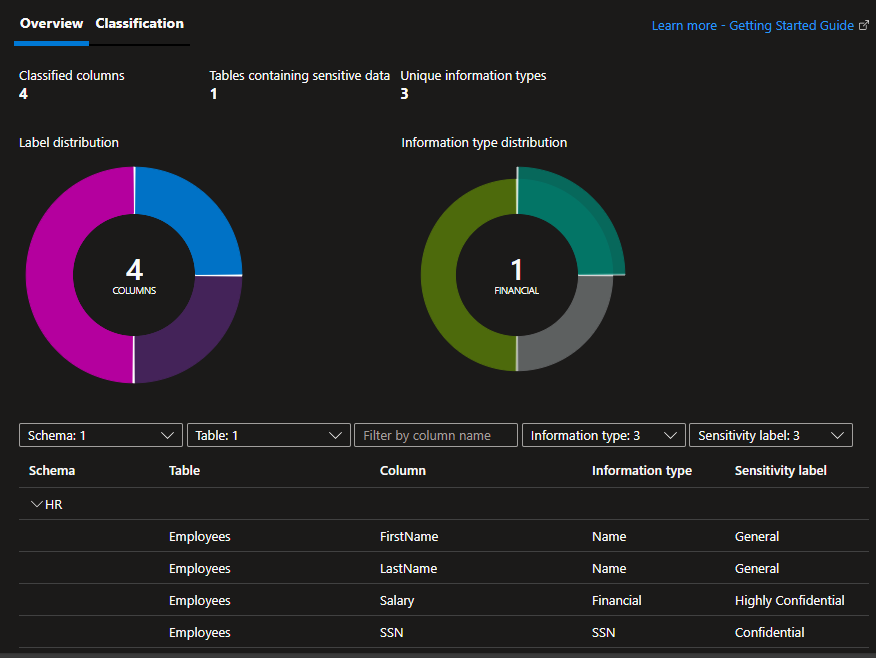 Overview Classification
Learn more - Getting Started Guide
Classified columns Tables containing sensitive data Unique information types
4 1 3
Label distribution Information type distribution
4 1
COLUMNS FINANCIAL
Schema: 1 Table: 1 Filter by column name Information type: 3 Sensitivity label: 3
Schema Table Column Information type Sensitivity label
HR
Employees FirstName Name General
Employees LastName Name General
Employees Salary Financial Highly Confidential
Employees SSN SSN Confidential